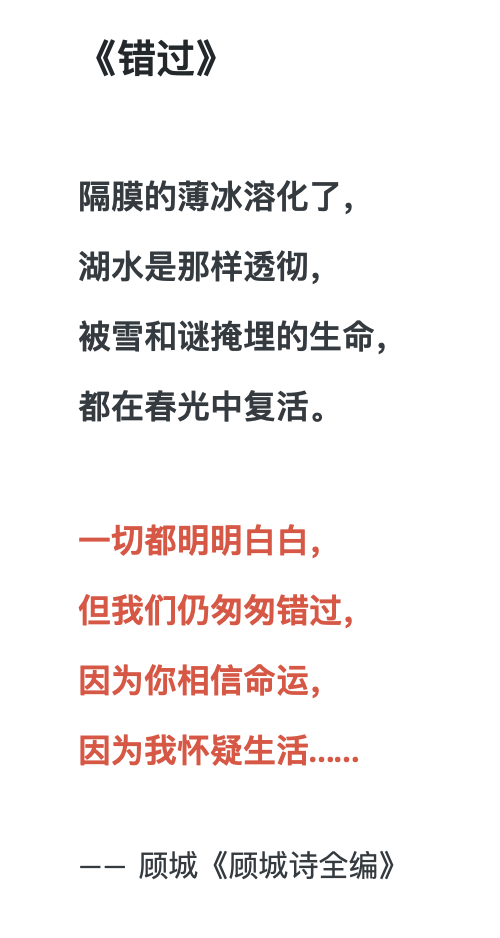 《错过》
隔膜的薄冰溶化了，
湖水是那样透彻，
被雪和谜掩埋的生命，
都在春光中复活。
一切都明明白白，
但我们仍匆匆错过，
因为你相信命运，
因为我怀疑生活……
—— 顾城《顾城诗全编》